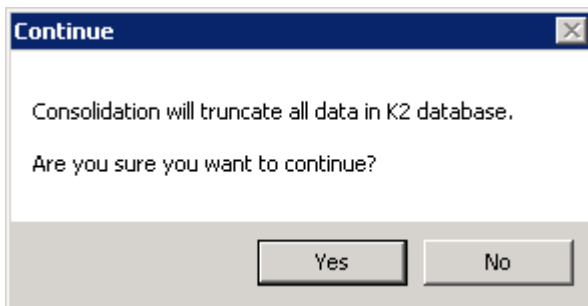 Continue
Consolidation will truncate all data in K2 database.
Are you sure you want to continue?
Yes
No